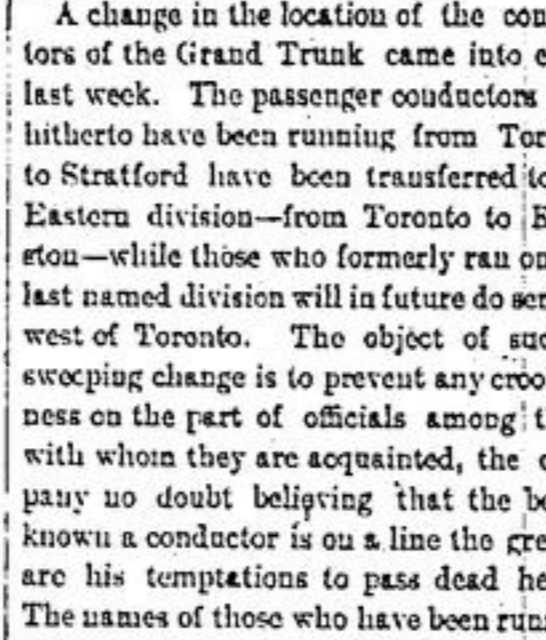 A change in the location of the con
tors of the Grand Trunk came into e
last week. The passenger conductors
hitherto have been running from Tor
to Stratford have been transferred to
Eastern division—from Toronto to K
ston—while those who formerly ran on
last named division will in future do ser
west of Toronto. The object of suc
sweeping change is to prevent any croo
ness on the part of officials among t
with whom they are acquainted, the c
pany no doubt believing that the be
known a conductor is on a line the gre
are his temptations to pass dead he
The names of those who have been run